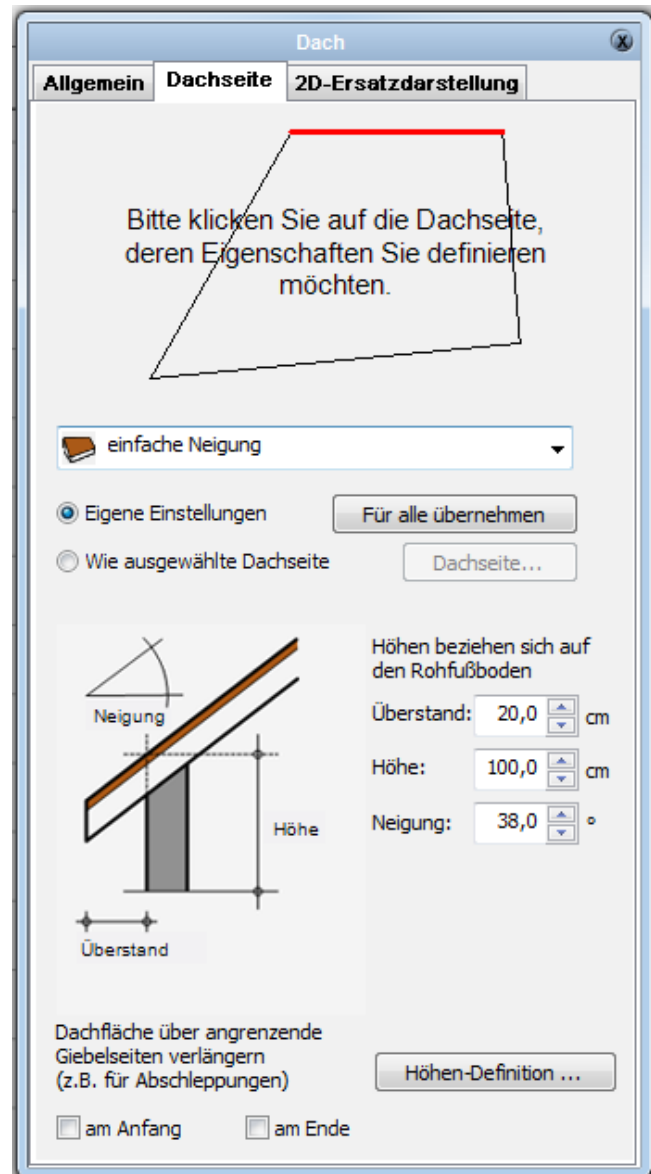 Dach
Allgemein Dachseite 2D-Ersatzdarstellung
Bitte klicken Sie auf die Dachseite,
deren Eigenschaften Sie definieren
möchten.
einfache Neigung
Eigene Einstellungen Für alle übernehmen
Wie ausgewählte Dachseite Dachseite...
Höhen beziehen sich auf
den Rohfußboden
Neigung
Höhe
Überstand
Überstand: 20,0 cm
Höhe: 100,0 cm
Neigung: 38,0 °
Dachfläche über angrenzende
Giebelseiten verlängern
(z.B. für Abschleppungen)
Höhen-Definition ...
am Anfang am Ende